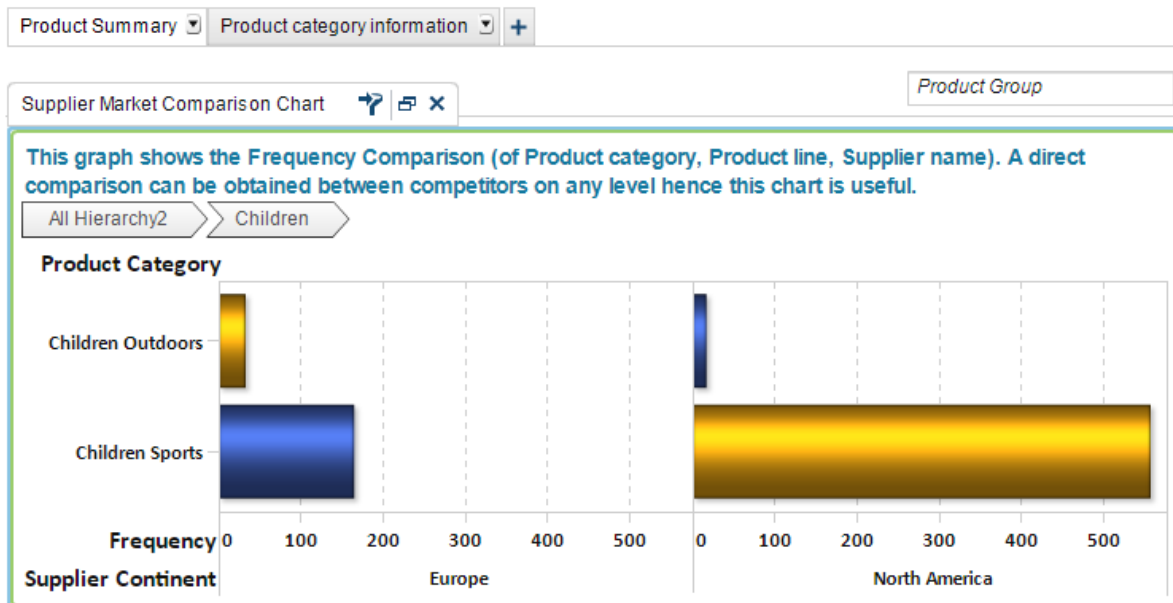 Product Summary Product category information +
Product Group
Supplier Market Comparison Chart
This graph shows the Frequency Comparison (of Product category, Product line, Supplier name). A direct
comparison can be obtained between competitors on any level hence this chart is useful.
All Hierarchy2 Children
Product Category
Children Outdoors
Children Sports
Frequency 0 100 200 300 400 500 0 100 200 300 400 500
Supplier Continent Europe North America